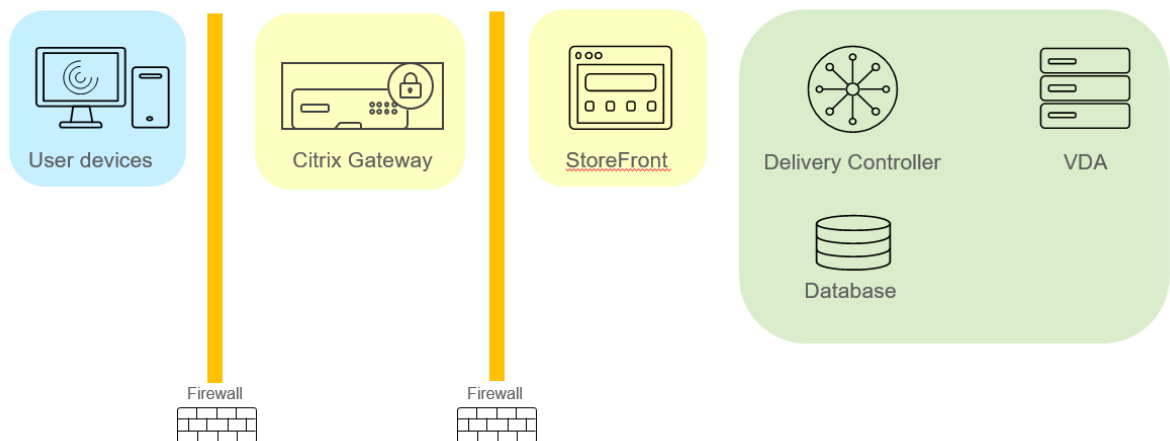 User devices
Citrix Gateway
StoreFront
Delivery Controller
VDA
Database
Firewall
Firewall